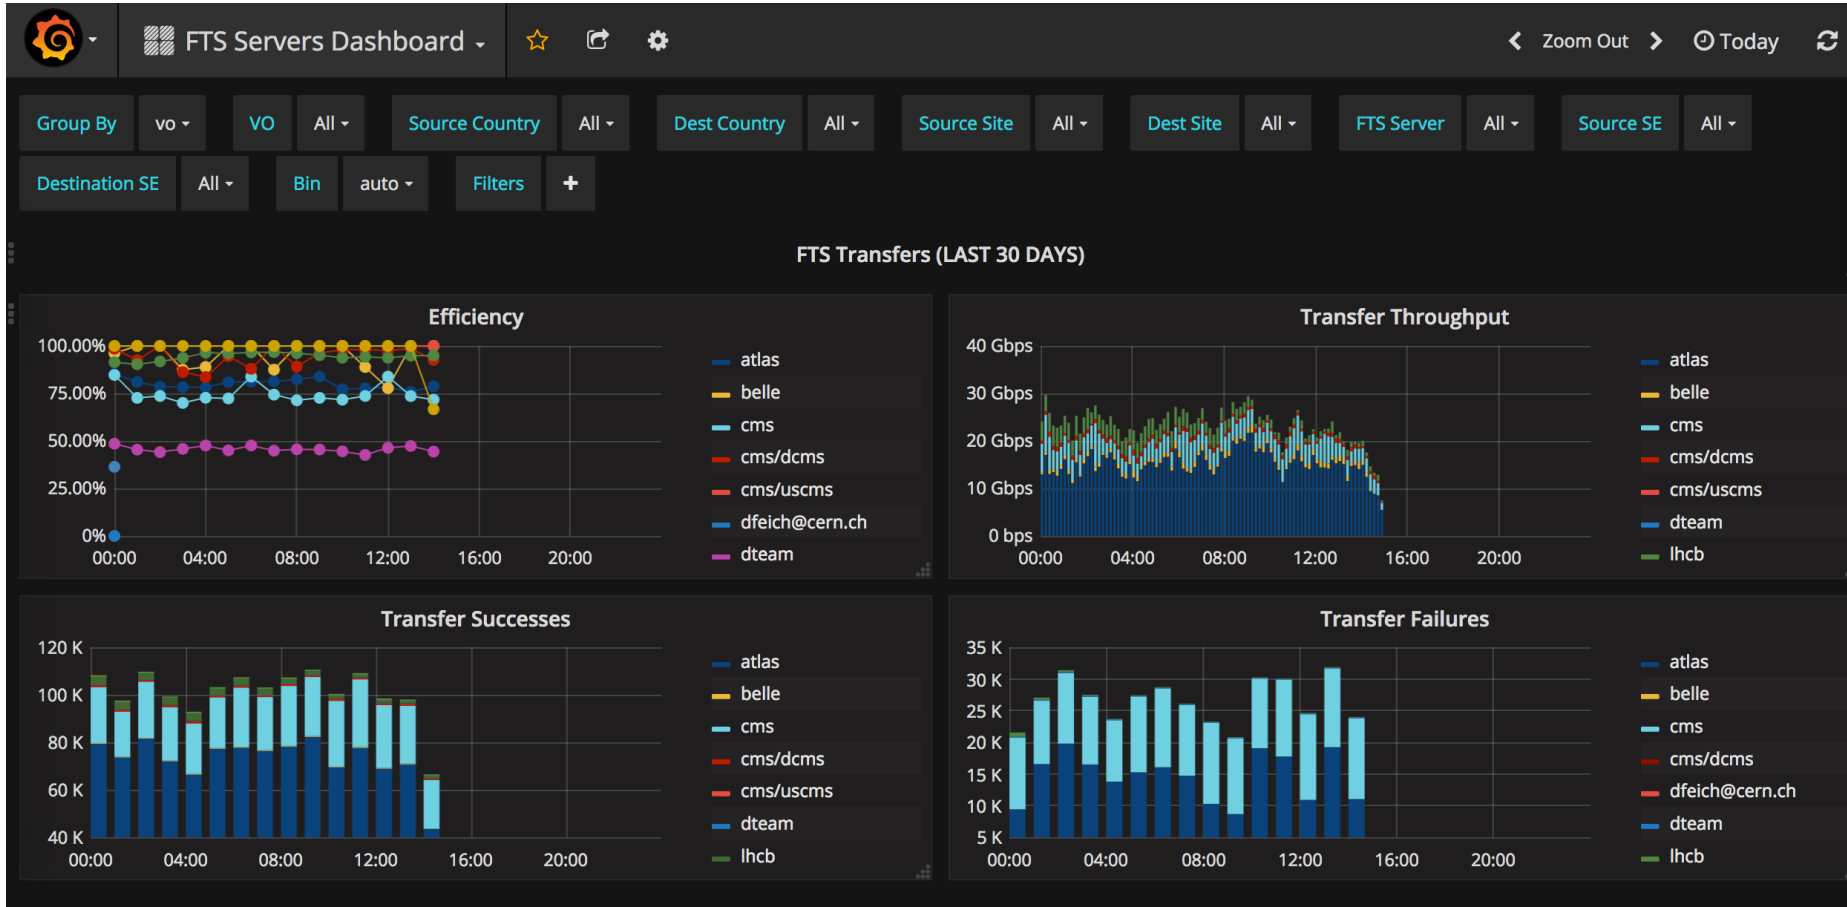 FTS Servers Dashboard
Zoom Out
Today
Group By vo VO All Source Country All Dest Country All Source Site All Dest Site All FTS Server All Source SE All
Destination SE All Bin auto Filters +
FTS Transfers (LAST 30 DAYS)
Efficiency
100.00%
75.00%
50.00%
25.00%
0%
00:00 04:00 08:00 12:00 16:00 20:00
atlas
belle
cms
cms/dcms
cms/uscms
dfeich@cern.ch
dteam
Transfer Throughput
40 Gbps
30 Gbps
20 Gbps
10 Gbps
0 bps
00:00 04:00 08:00 12:00 16:00 20:00
atlas
belle
cms
cms/dcms
cms/uscms
dteam
lhcb
Transfer Successes
120 K
100 K
80 K
60 K
40 K
00:00 04:00 08:00 12:00 16:00 20:00
atlas
belle
cms
cms/dcms
cms/uscms
dteam
lhcb
Transfer Failures
35 K
30 K
25 K
20 K
15 K
10 K
5 K
00:00 04:00 08:00 12:00 16:00 20:00
atlas
belle
cms
cms/dcms
dfeich@cern.ch
dteam
lhcb